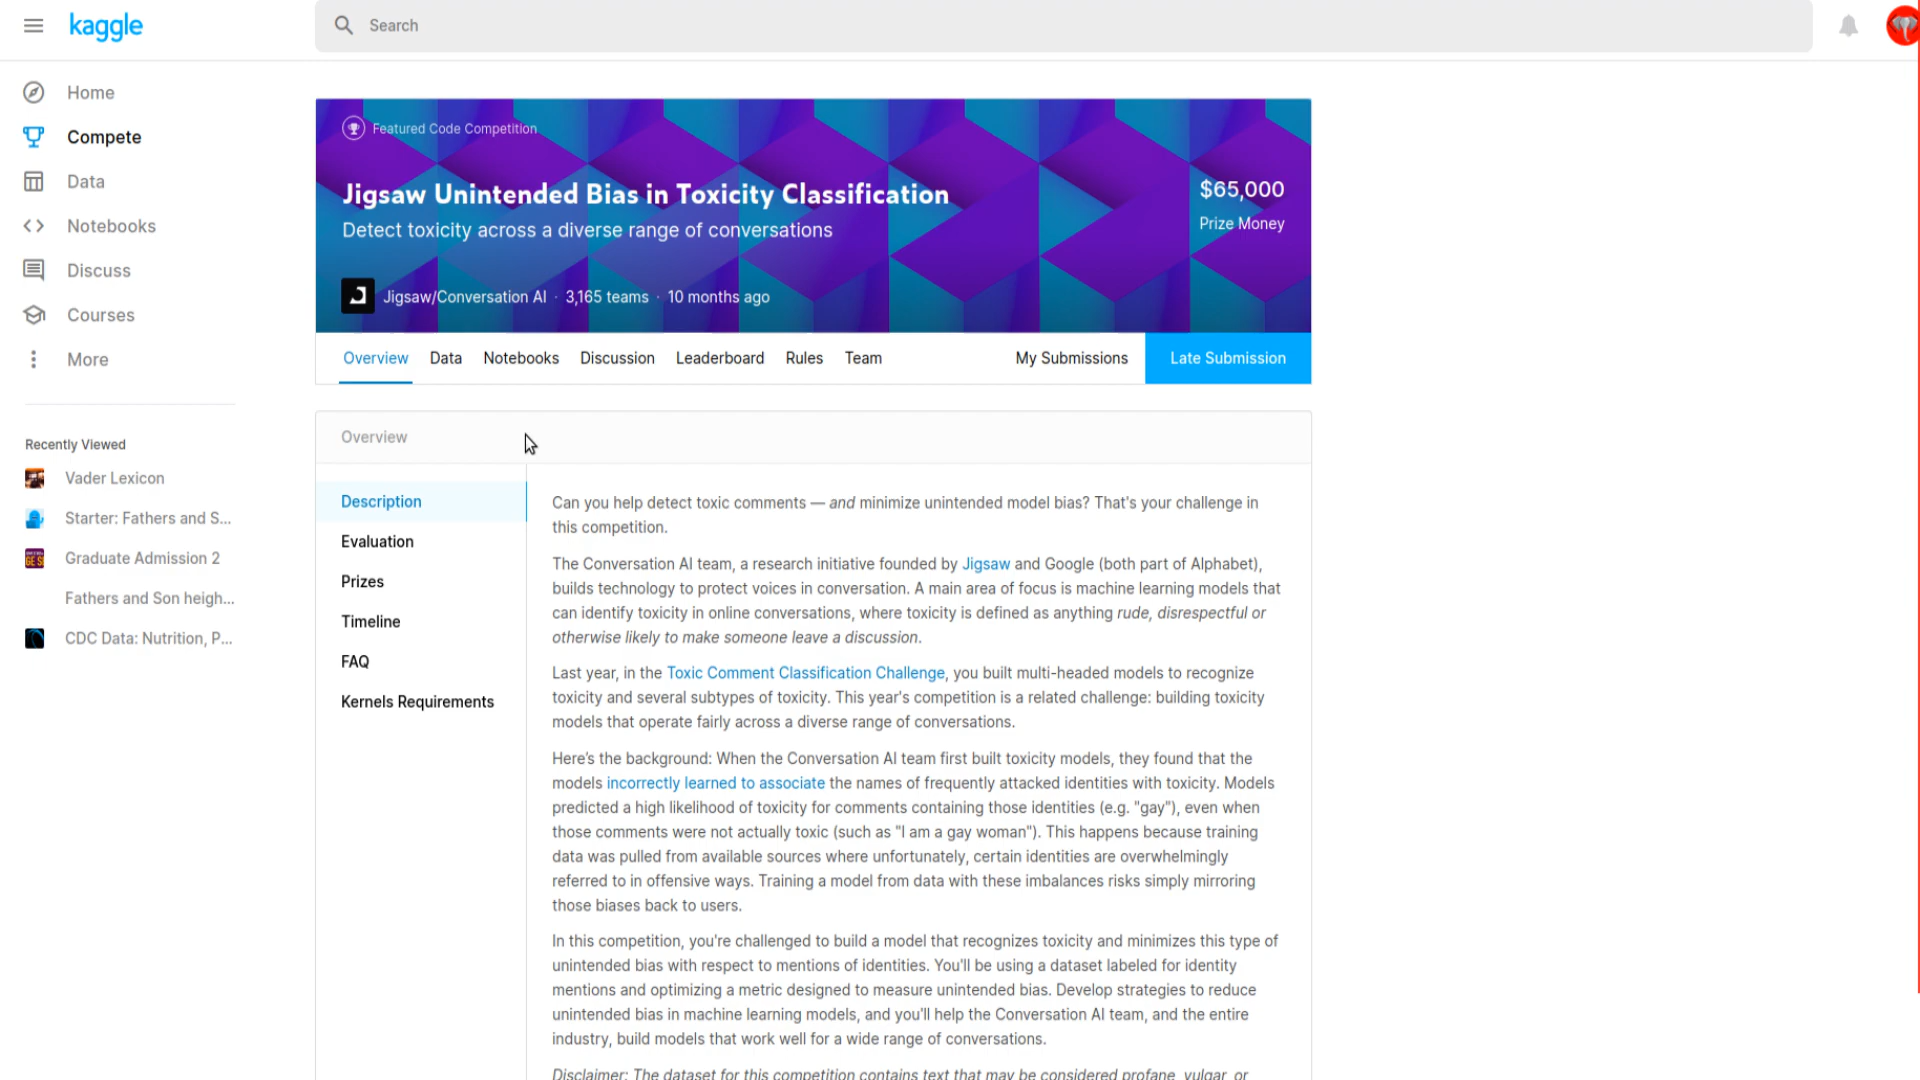 kaggle
Search
Home
Compete
Data
Notebooks
Discuss
Courses
More
Recently Viewed
Vader Lexicon
Starter: Fathers and S...
Graduate Admission 2
Fathers and Son heigh...
CDC Data: Nutrition, P...
Featured Code Competition
Jigsaw Unintended Bias in Toxicity Classification
Detect toxicity across a diverse range of conversations
$65,000
Prize Money
Jigsaw/Conversation AI · 3,165 teams · 10 months ago
Overview Data Notebooks Discussion Leaderboard Rules Team My Submissions Late Submission
Overview
Description
Evaluation
Prizes
Timeline
FAQ
Kernels Requirements
Can you help detect toxic comments — and minimize unintended model bias? That's your challenge in
this competition.
The Conversation AI team, a research initiative founded by Jigsaw and Google (both part of Alphabet),
builds technology to protect voices in conversation. A main area of focus is machine learning models that
can identify toxicity in online conversations, where toxicity is defined as anything rude, disrespectful or
otherwise likely to make someone leave a discussion.
Last year, in the Toxic Comment Classification Challenge, you built multi-headed models to recognize
toxicity and several subtypes of toxicity. This year's competition is a related challenge: building toxicity
models that operate fairly across a diverse range of conversations.
Here's the background: When the Conversation AI team first built toxicity models, they found that the
models incorrectly learned to associate the names of frequently attacked identities with toxicity. Models
predicted a high likelihood of toxicity for comments containing those identities (e.g. "gay"), even when
those comments were not actually toxic (such as "I am a gay woman"). This happens because training
data was pulled from available sources where unfortunately, certain identities are overwhelmingly
referred to in offensive ways. Training a model from data with these imbalances risks simply mirroring
those biases back to users.
In this competition, you're challenged to build a model that recognizes toxicity and minimizes this type of
unintended bias with respect to mentions of identities. You'll be using a dataset labeled for identity
mentions and optimizing a metric designed to measure unintended bias. Develop strategies to reduce
unintended bias in machine learning models, and you'll help the Conversation AI team, and the entire
industry, build models that work well for a wide range of conversations.
Disclaimer: The dataset for this competition contains text that may be considered profane, vulgar, or